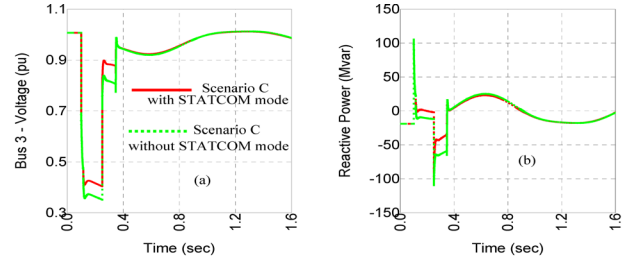 1.1
0.9
0.7
0.5
0.3
Bus 3 - Voltage (pu)
Scenario C
with STATCOM mode
Scenario C
without STATCOM mode
(a)
0.0
0.4
0.8
1.2
1.6
Time (sec)
150
100
50
0
-50
-100
-150
Reactive Power (Mvar)
(b)
0.0
0.4
0.8
1.2
1.6
Time (sec)